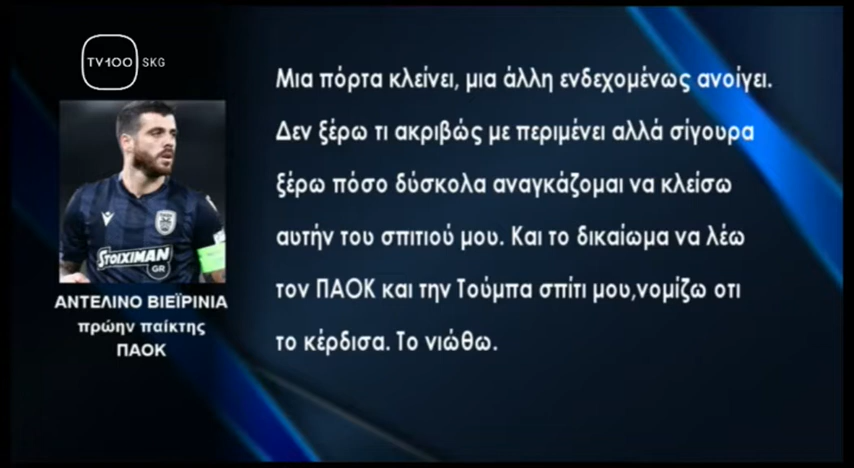 TV100 SKG
Μια πόρτα κλείνει, μια άλλη ενδεχομένως ανοίγει.
Δεν ξέρω τι ακριβώς με περιμένει αλλά σίγουρα
ξέρω πόσο δύσκολα αναγκάζομαι να κλείσω
αυτήν του σπιτιού μου. Και το δικαίωμα να λέω
τον ΠΑΟΚ και την Τούμπα σπίτι μου,νομίζω οτι
το κέρδισα. Το νιώθω.
STOIXIMAN
GR
ΑΝΤΕΛΙΝΟ ΒΙΕΪΡΙΝΙΑ
πρώην παίκτης
ΠΑΟΚ